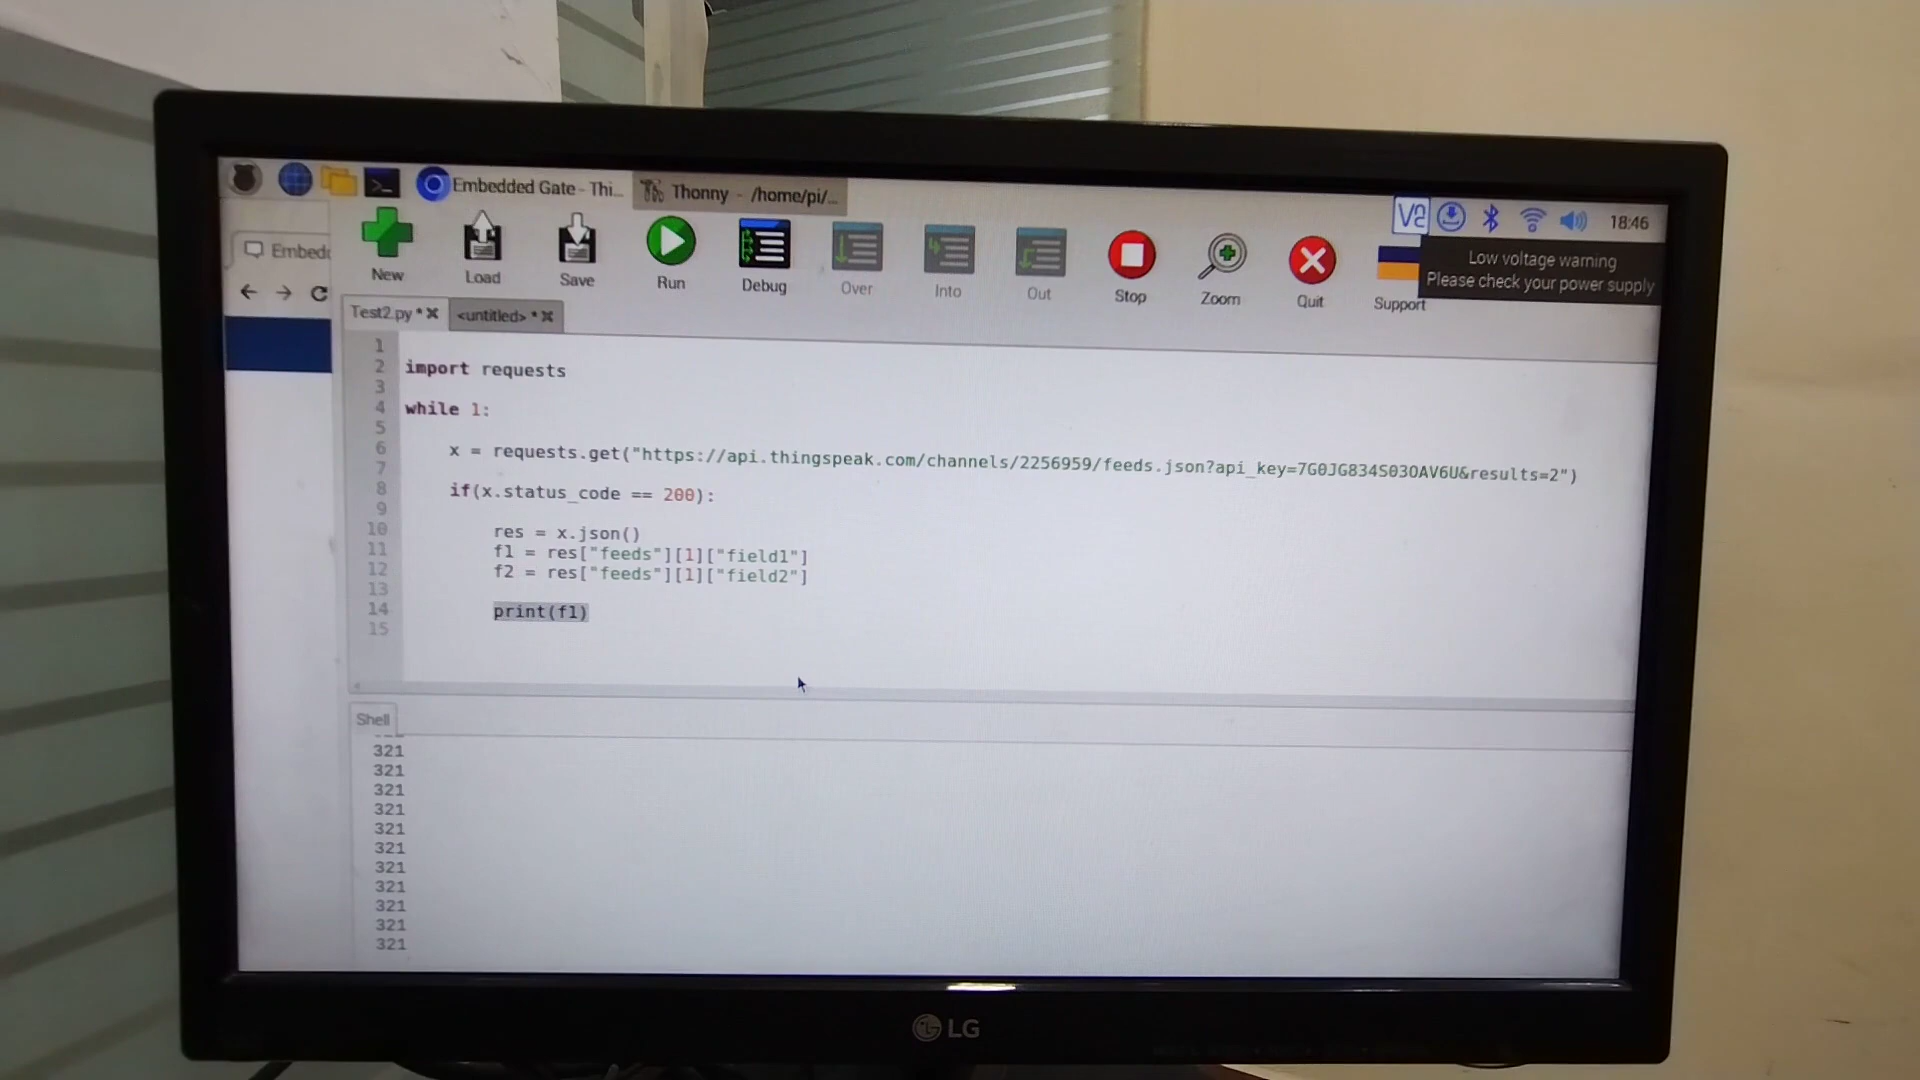 Embedded Gate - Thi...
Thonny - /home/pi/...
18:46
Low voltage warning
Please check your power supply
Embedd
New
Load
Save
Run
Debug
Over
Into
Out
Stop
Zoom
Quit
Support
Test2.py *
<untitled> *
1
2 import requests
3
4 while 1:
5
6 x = requests.get("https://api.thingspeak.com/channels/2256959/feeds.json?api_key=7G0JG834S03OAV6U&results=2")
7
8 if(x.status_code == 200):
9
10 res = x.json()
11 f1 = res["feeds"][1]["field1"]
12 f2 = res["feeds"][1]["field2"]
13
14 print(f1)
15
Shell
321
321
321
321
321
321
321
321
321
321
321
LG